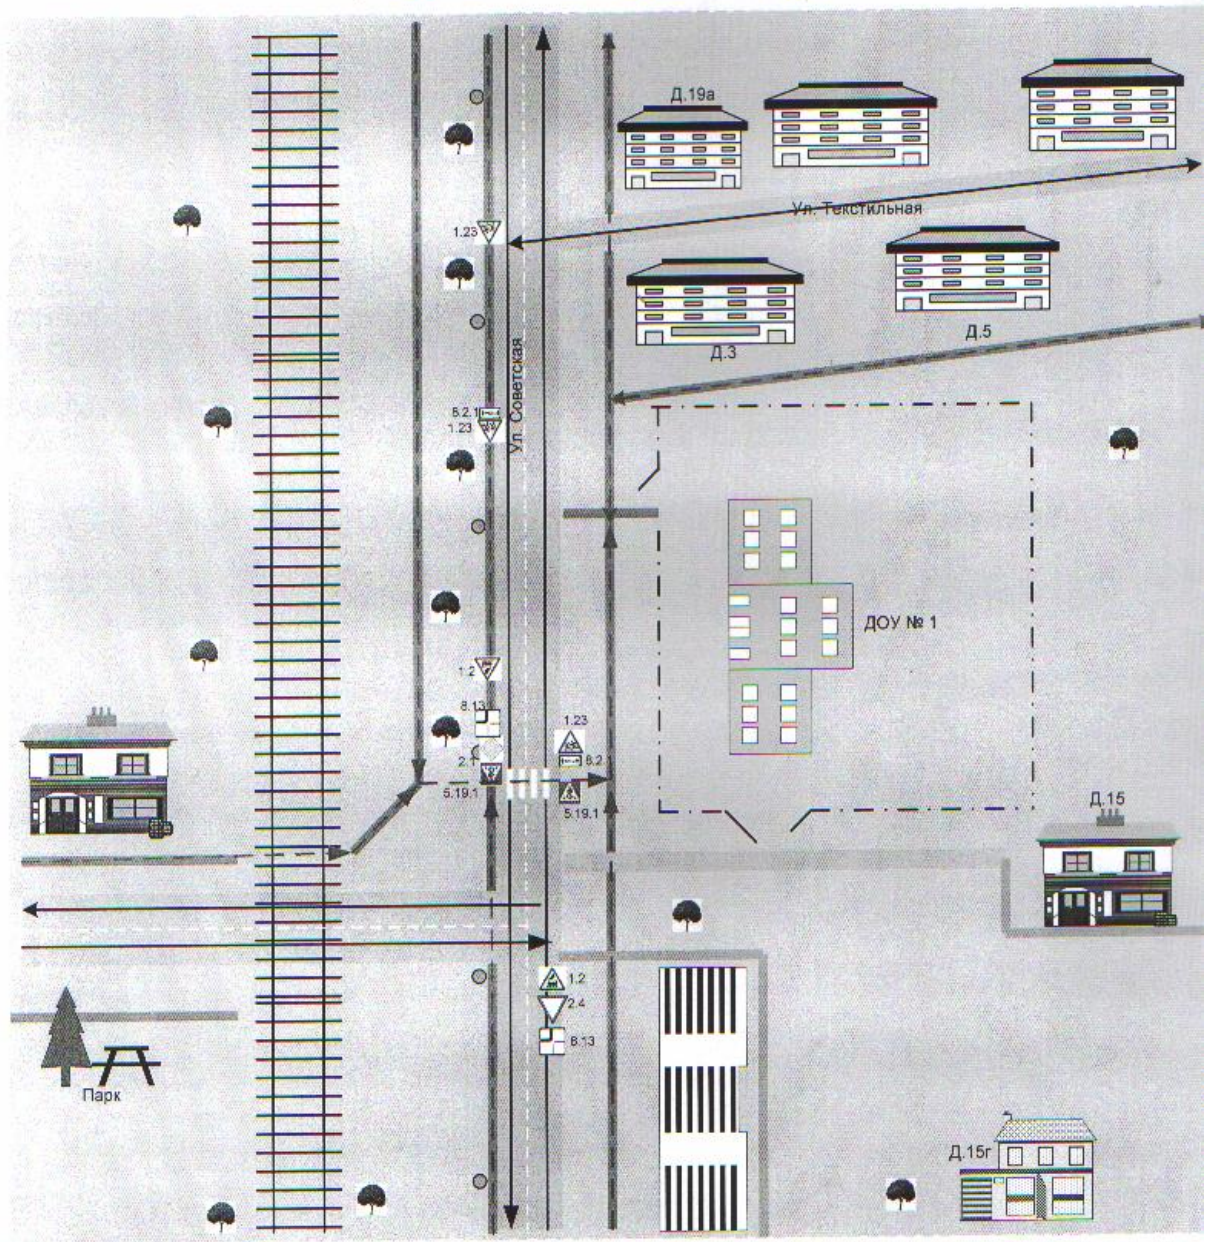 Д.19а
Ул. Текстильная
1.23
Д.5
Д.3
Ул. Советская
8.2.1
1.23
ДОУ № 1
1.2
8.13
1.23
8.2
2.1
5.19.1
5.19.1
Д.15
1.2
2.4
8.13
Парк
Д.15г